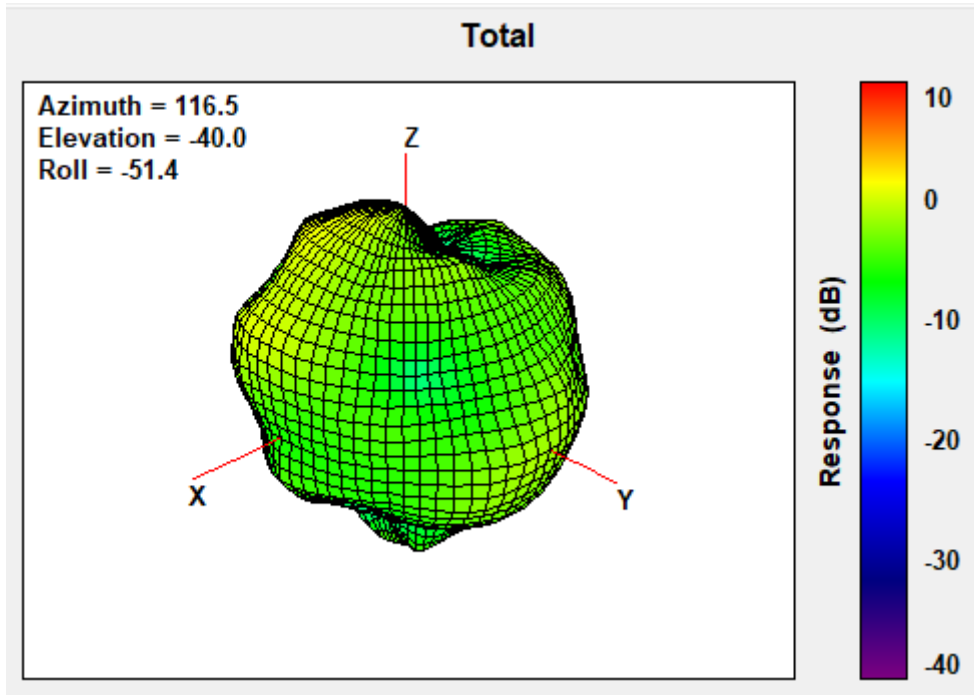 Total
Azimuth = 116.5
Elevation = -40.0
Roll = -51.4
Z
X
Y
10
0
-10
-20
-30
-40
Response (dB)